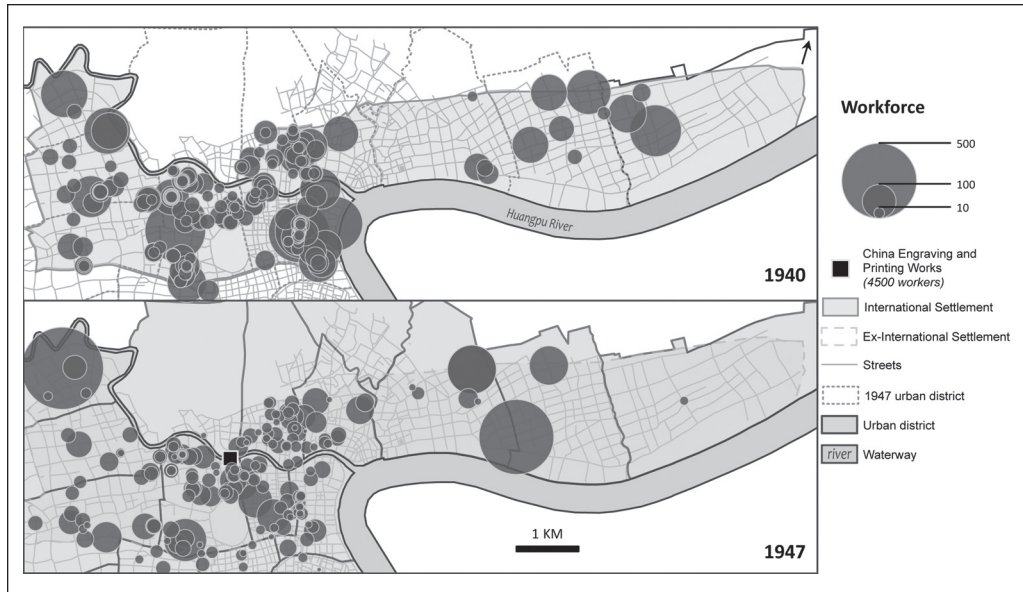 Huangpu River
1940
1 KM
1947
Workforce
500
100
10
China Engraving and
Printing Works
(4500 workers)
International Settlement
Ex-International Settlement
Streets
1947 urban district
Urban district
river
Waterway